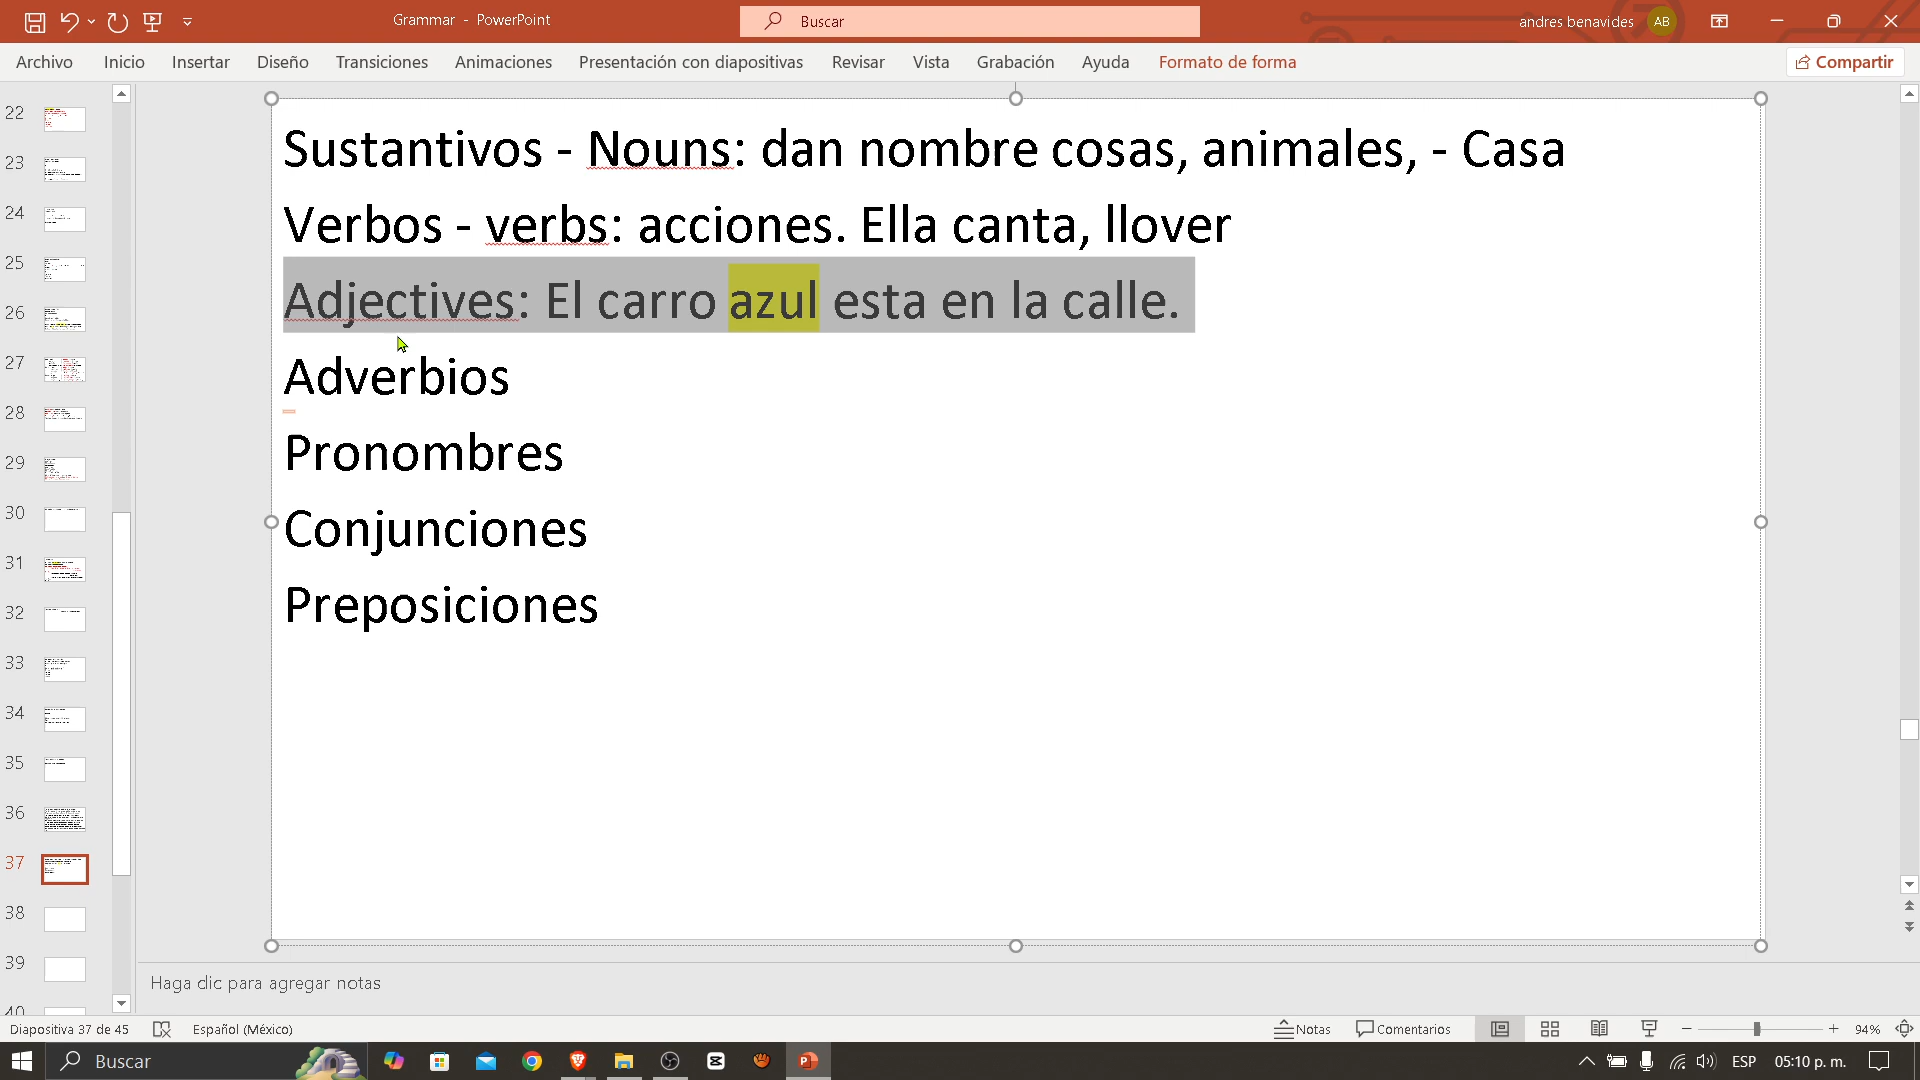 Grammar - PowerPoint
Buscar
andres benavides
AB
Archivo Inicio Insertar Diseño Transiciones Animaciones Presentación con diapositivas Revisar Vista Grabación Ayuda Formato de forma
Compartir
22
23
24
25
26
27
28
29
30
31
32
33
34
35
36
37
38
39
40
Sustantivos - Nouns: dan nombre cosas, animales, - Casa
Verbos - verbs: acciones. Ella canta, llover
Adjectives: El carro azul esta en la calle.
Adverbios
Pronombres
Conjunciones
Preposiciones
Haga clic para agregar notas
Diapositiva 37 de 45 Español (México) Notas Comentarios 94%
Buscar ESP 05:10 p. m.